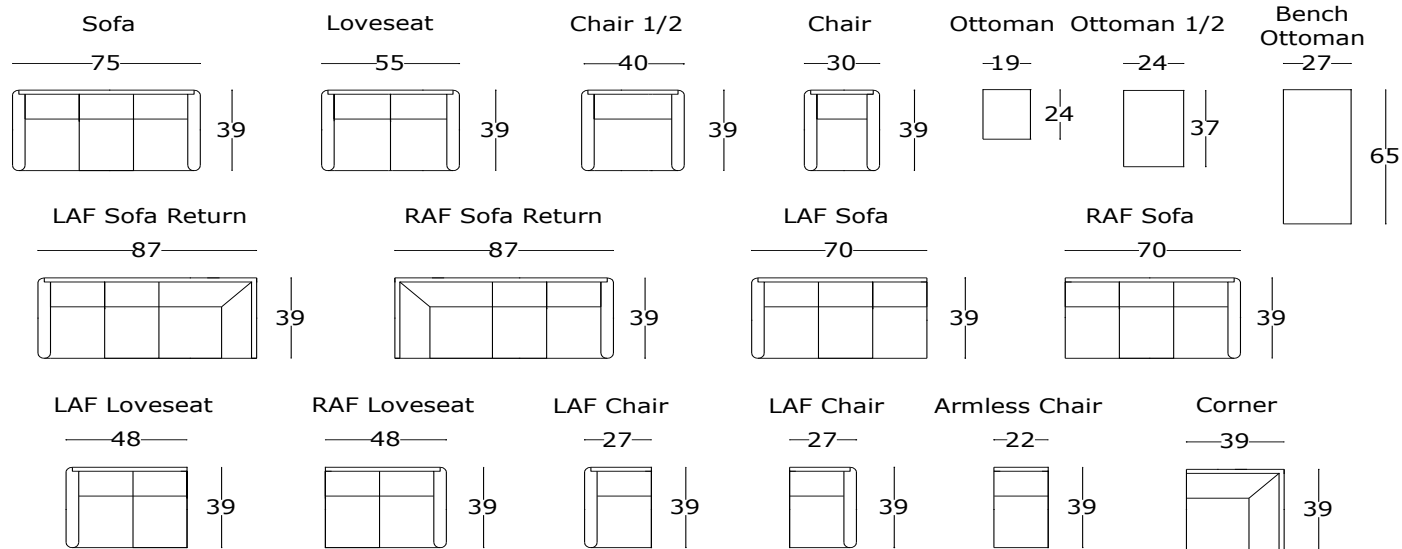 Sofa
Loveseat
Chair 1/2
Chair
Ottoman
Ottoman 1/2
Bench
Ottoman
75
55
40
30
19
24
27
39
39
39
39
24
37
65
LAF Sofa Return
RAF Sofa Return
LAF Sofa
RAF Sofa
87
87
70
70
39
39
39
39
LAF Loveseat
RAF Loveseat
LAF Chair
LAF Chair
Armless Chair
Corner
48
48
27
27
22
39
39
39
39
39
39
39